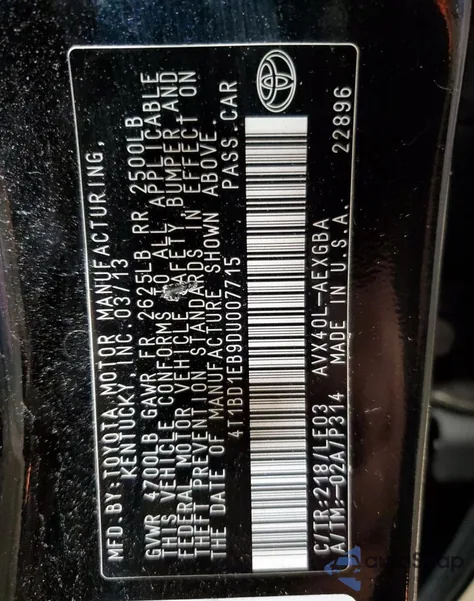 MFD.BY:TOYOTA MOTOR MANUFACTURING,
KENTUCKY, INC.03/13
GVWR 4700LB GAWR FR 2625LB RR 2500LB
THIS VEHICLE CONFORMS TO ALL APPLICABLE
FEDERAL MOTOR VEHICLE SAFETY, BUMPER AND
THEFT PREVENTION STANDARDS IN EFFECT ON
THE DATE OF MANUFACTURE SHOWN ABOVE.
4T1BD1EB9DU007715 PASS.CAR
C/TR:218/LE03 AVX40L-AEXGBA 22896
A/TM:-02A/P314 MADE IN U.S.A.